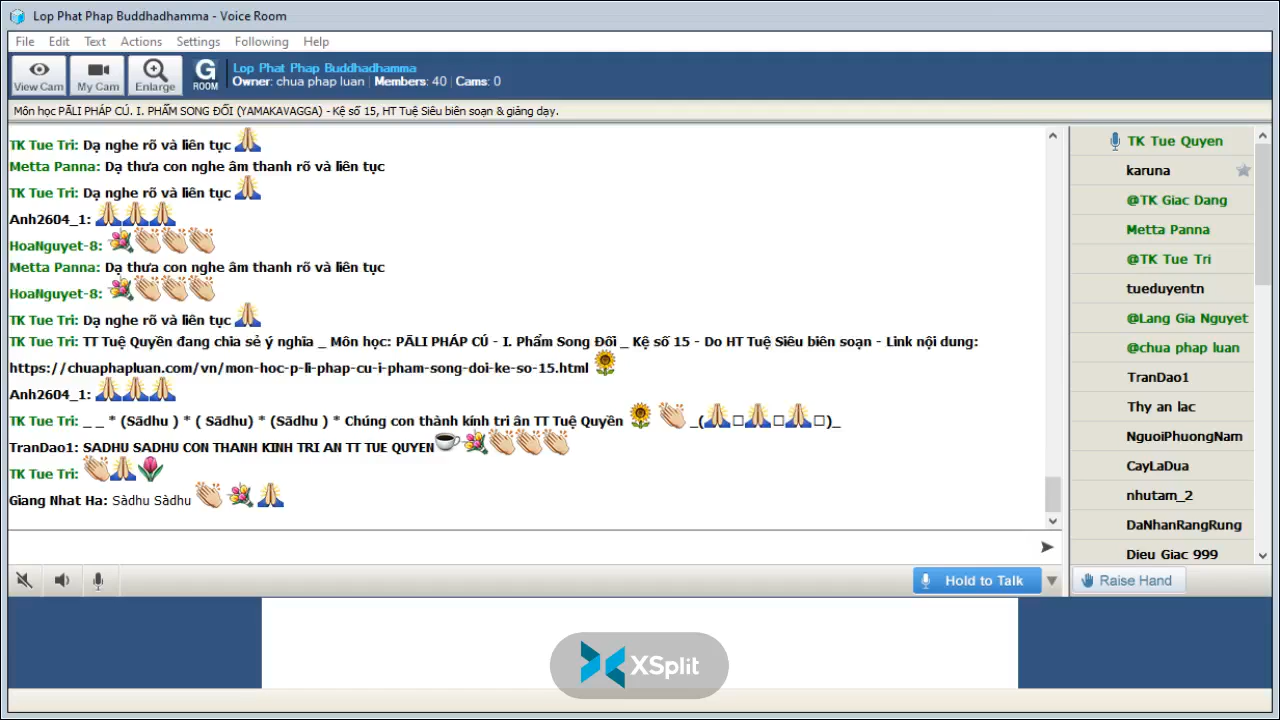 Lop Phat Phap Buddhadhamma - Voice Room
File Edit Text Actions Settings Following Help
View Cam My Cam Enlarge G ROOM
Lop Phat Phap Buddhadhamma
Owner: chua phap luan | Members: 40 | Cams: 0
Môn học PĀLI PHÁP CÚ. I. PHẨM SONG ĐỐI (YAMAKAVAGGA) - Kệ số 15, HT Tuệ Siêu biên soạn & giảng dạy.
TK Tue Tri: Dạ nghe rõ và liên tục 🙏
Metta Panna: Dạ thưa con nghe âm thanh rõ và liên tục
TK Tue Tri: Dạ nghe rõ và liên tục 🙏
Anh2604_1: 🙏🙏🙏
HoaNguyet-8: 💐👏👏👏
Metta Panna: Dạ thưa con nghe âm thanh rõ và liên tục
HoaNguyet-8: 💐👏👏👏
TK Tue Tri: Dạ nghe rõ và liên tục 🙏
TK Tue Tri: TT Tuệ Quyền đang chia sẻ ý nghĩa _ Môn học: PĀLI PHÁP CÚ - I. Phẩm Song Đối _ Kệ số 15 - Do HT Tuệ Siêu biên soạn - Link nội dung:
https://chuaphapluan.com/vn/mon-hoc-p-li-phap-cu-i-pham-song-doi-ke-so-15.html 🌻
Anh2604_1: 🙏🙏🙏
TK Tue Tri: _ _ * (Sādhu ) * ( Sādhu) * (Sādhu ) * Chúng con thành kính tri ân TT Tuệ Quyền 🌻 👏 _(🙏□🙏□🙏□)_
TranDao1: SADHU SADHU CON THANH KINH TRI AN TT TUE QUYEN☕💐👏👏👏
TK Tue Tri: 👏🙏🌷
Giang Nhat Ha: Sàdhu Sàdhu 👏 💐 🙏
Hold to Talk
TK Tue Quyen
karuna
@TK Giac Dang
Metta Panna
@TK Tue Tri
tueduyentn
@Lang Gia Nguyet
@chua phap luan
TranDao1
Thy an lac
NguoiPhuongNam
CayLaDua
nhutam_2
DaNhanRangRung
Dieu Giac 999
Raise Hand
XSplit